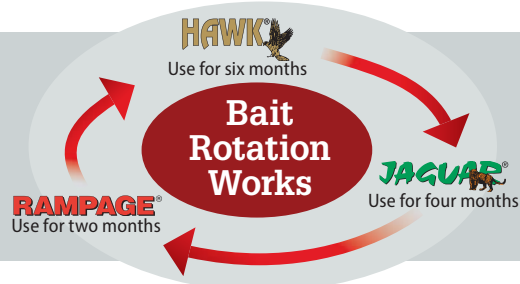 HAWK®
Use for six months
Bait
Rotation
Works
JAGUAR®
Use for four months
RAMPAGE®
Use for two months